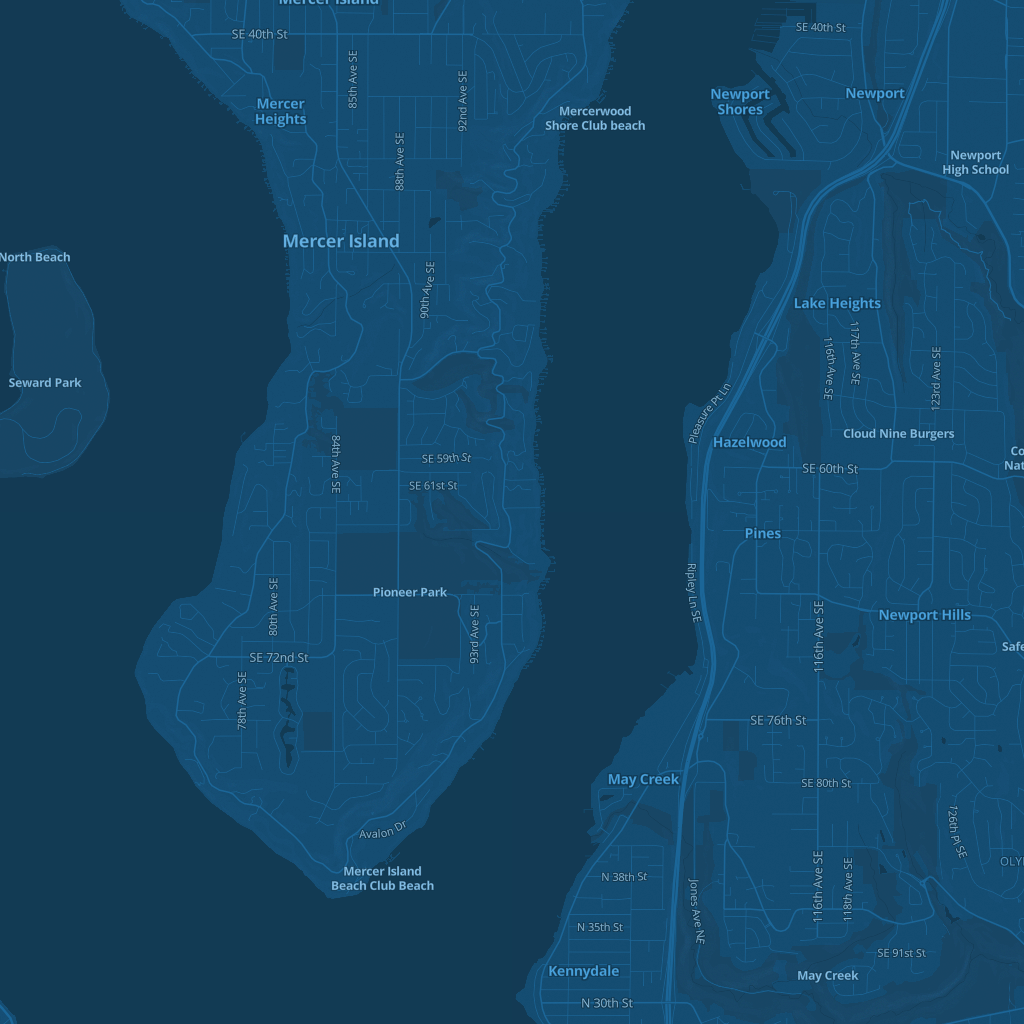 Mercer Island
SE 40th St
SE 40th St
85th Ave SE
92nd Ave SE
Mercer
Heights
Newport
Shores
Newport
Mercerwood
Shore Club beach
88th Ave SE
Newport
High School
Mercer Island
North Beach
90th Ave SE
Lake Heights
116th Ave SE
117th Ave SE
123rd Ave SE
Seward Park
Pleasure Pt Ln
Hazelwood
Cloud Nine Burgers
84th Ave SE
SE 59th St
SE 60th St
Co
Nat
SE 61st St
Pines
Ripley Ln SE
Pioneer Park
80th Ave SE
93rd Ave SE
116th Ave SE
Newport Hills
Safe
SE 72nd St
78th Ave SE
SE 76th St
May Creek
SE 80th St
Avalon Dr
126th Pl SE
OLY
Mercer Island
Beach Club Beach
N 38th St
116th Ave SE
118th Ave SE
Jones Ave NE
N 35th St
SE 91st St
Kennydale
May Creek
N 30th St